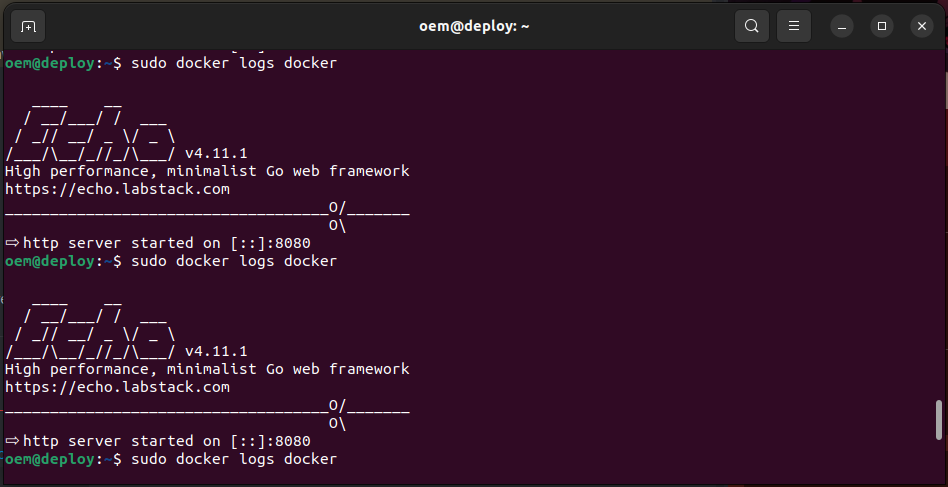 oem@deploy: ~
oem@deploy:~$ sudo docker logs docker
   ____    __
  / __/___/ /  ___
 / _// __/ _ \/ _ \
/___/\__/_//_/\___/ v4.11.1
High performance, minimalist Go web framework
https://echo.labstack.com
____________________________________O/_______
                                    O\
⇨ http server started on [::]:8080
oem@deploy:~$ sudo docker logs docker
   ____    __
  / __/___/ /  ___
 / _// __/ _ \/ _ \
/___/\__/_//_/\___/ v4.11.1
High performance, minimalist Go web framework
https://echo.labstack.com
____________________________________O/_______
                                    O\
⇨ http server started on [::]:8080
oem@deploy:~$ sudo docker logs docker